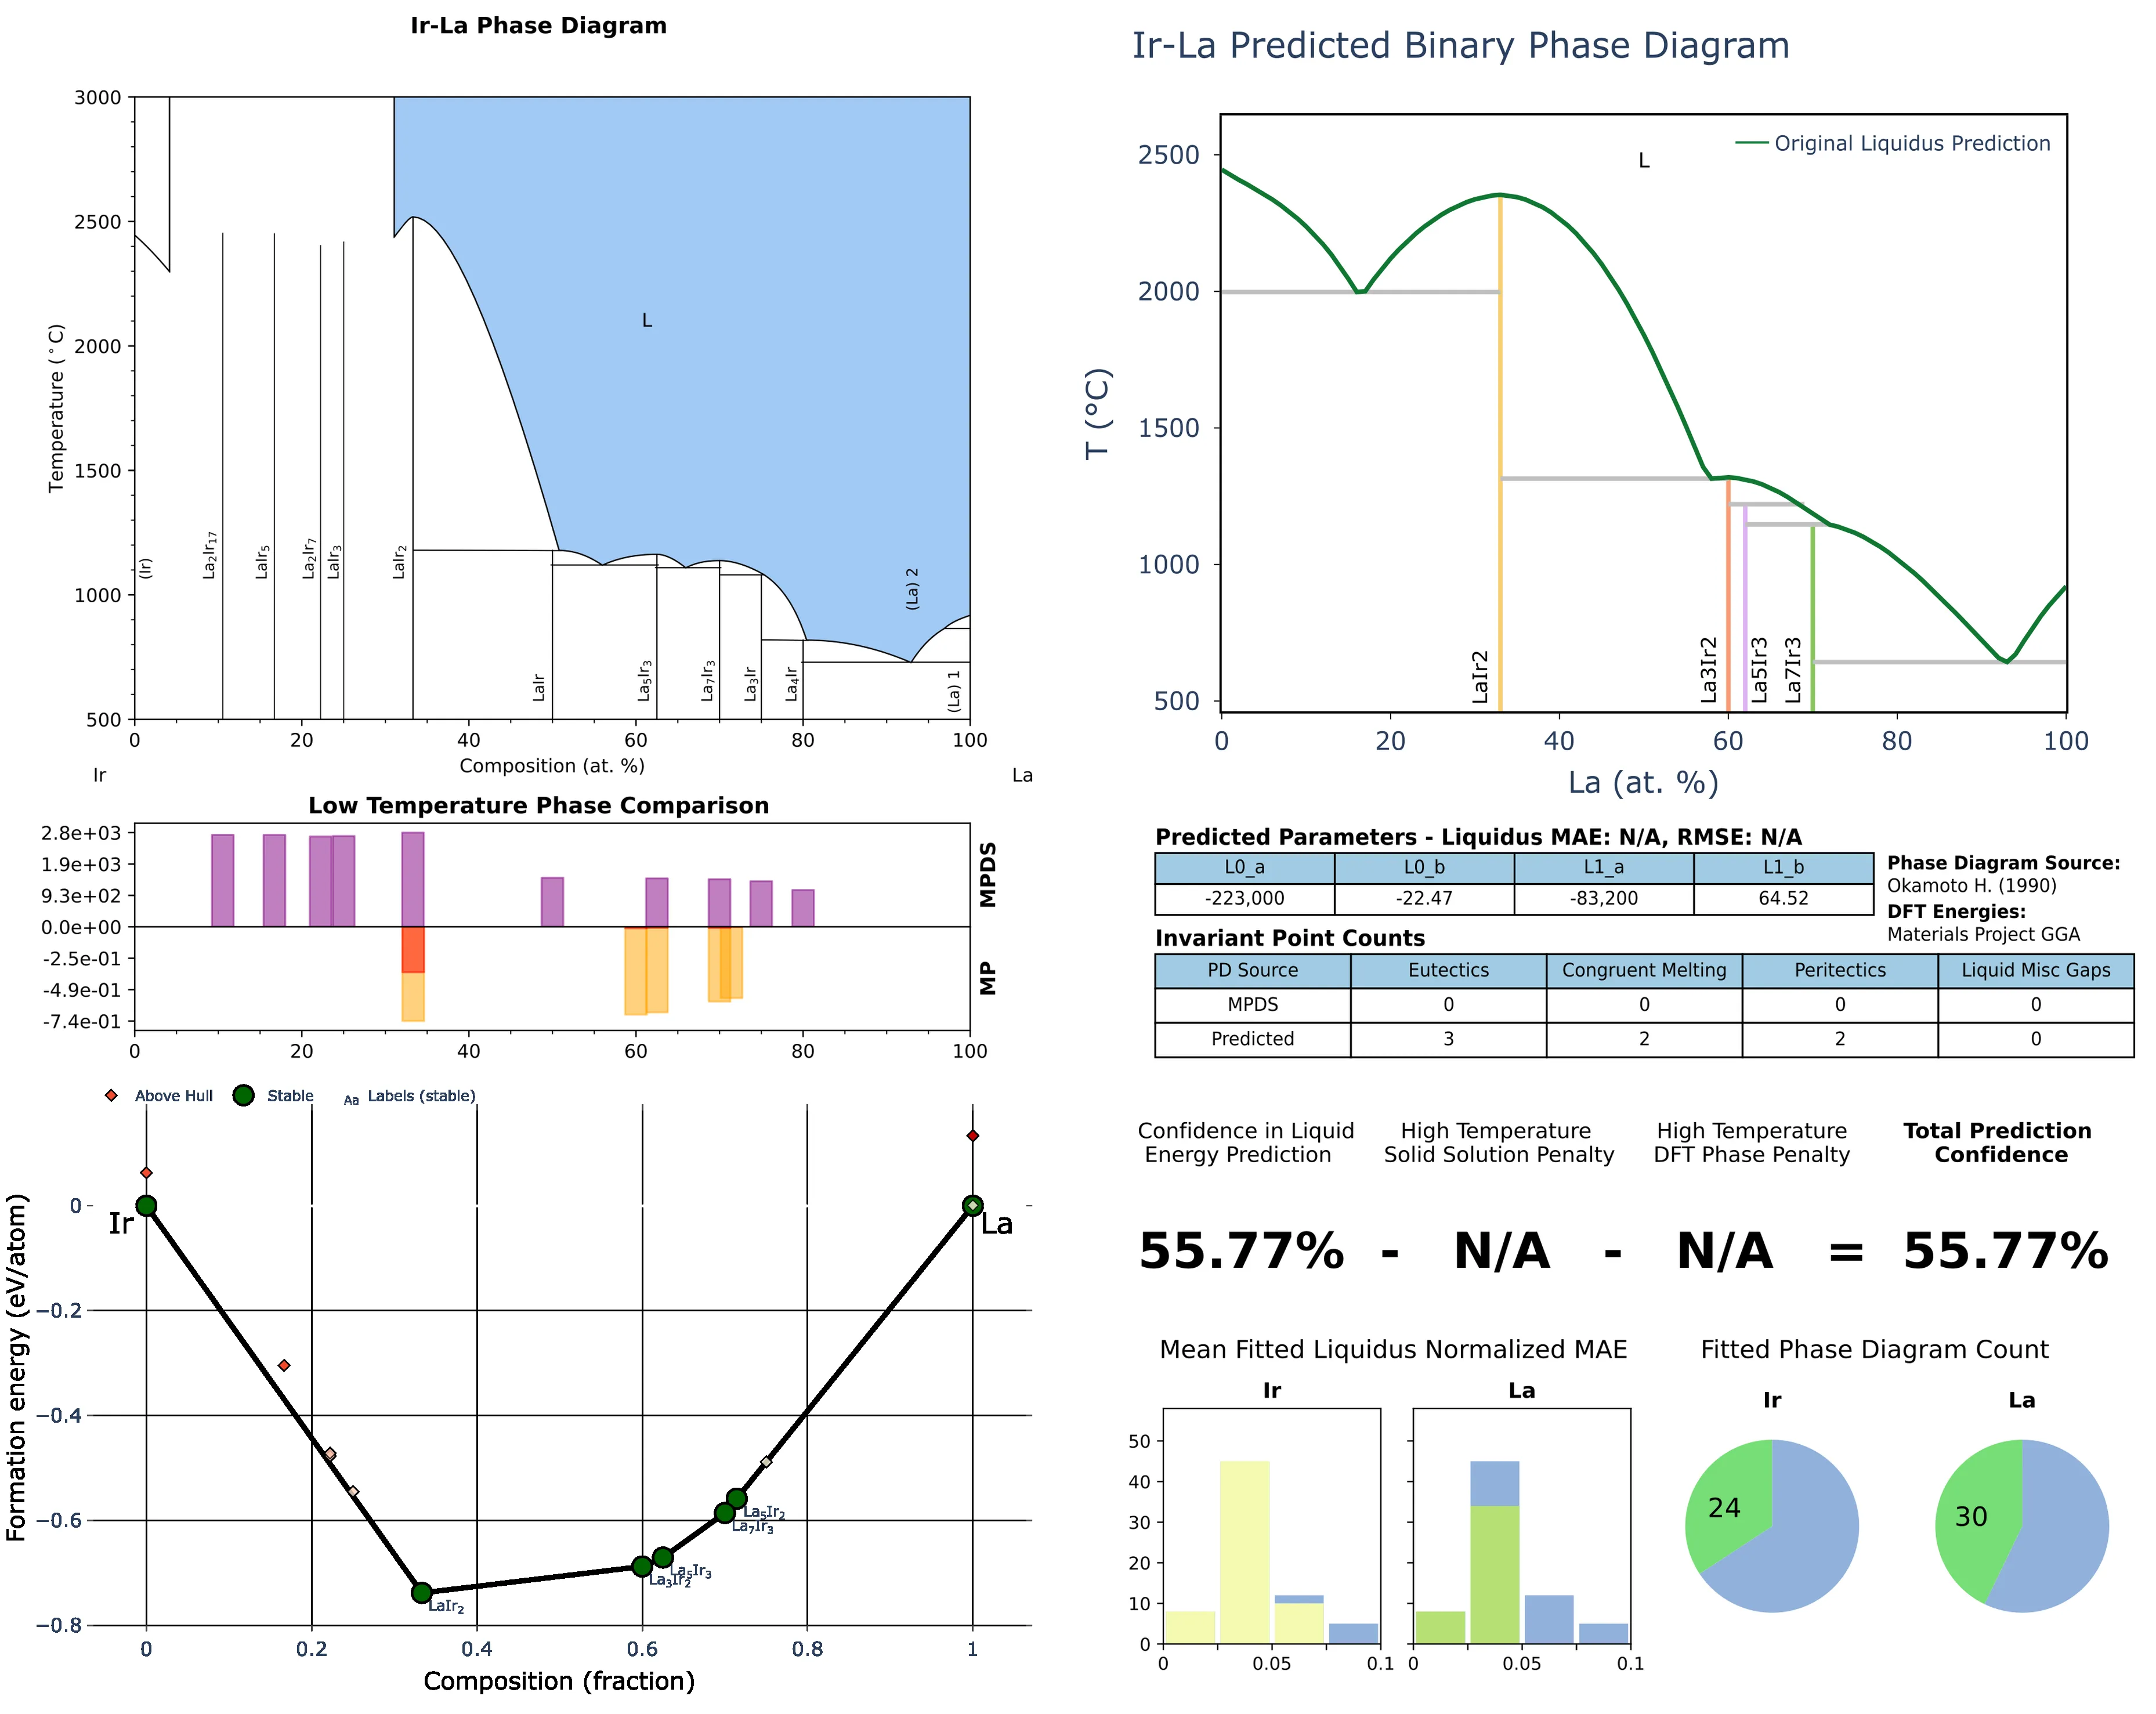 Ir-La Phase Diagram
3000
2500
2000
1500
1000
500
Temperature (°C)
L
(Ir)
La2Ir17
LaIr5
La2Ir7
LaIr3
LaIr2
LaIr
La5Ir3
La7Ir3
La3Ir
La4Ir
(La) 2
(La) 1
0 20 40 60 80 100
Composition (at. %)
Ir La
Low Temperature Phase Comparison
2.8e+03
1.9e+03
9.3e+02
0.0e+00
-2.5e-01
-4.9e-01
-7.4e-01
MPDS
MP
0 20 40 60 80 100
Above Hull Stable Aa Labels (stable)
0
−0.2
−0.4
−0.6
−0.8
Formation energy (eV/atom)
Ir
La
La5Ir2
La7Ir3
La5Ir3
La3Ir2
LaIr2
0 0.2 0.4 0.6 0.8 1
Composition (fraction)
Ir-La Predicted Binary Phase Diagram
Original Liquidus Prediction
L
2500
2000
1500
1000
500
T (°C)
LaIr2
La3Ir2
La5Ir3
La7Ir3
0 20 40 60 80 100
La (at. %)
Predicted Parameters - Liquidus MAE: N/A, RMSE: N/A
L0_a L0_b L1_a L1_b
-223,000 -22.47 -83,200 64.52
Phase Diagram Source:
Okamoto H. (1990)
DFT Energies:
Materials Project GGA
Invariant Point Counts
PD Source Eutectics Congruent Melting Peritectics Liquid Misc Gaps
MPDS 0 0 0 0
Predicted 3 2 2 0
Confidence in Liquid
Energy Prediction
High Temperature
Solid Solution Penalty
High Temperature
DFT Phase Penalty
Total Prediction
Confidence
55.77% - N/A - N/A = 55.77%
Mean Fitted Liquidus Normalized MAE
Ir La
50
40
30
20
10
0
0 0.05 0.1
0 0.05 0.1
Fitted Phase Diagram Count
Ir La
24 30